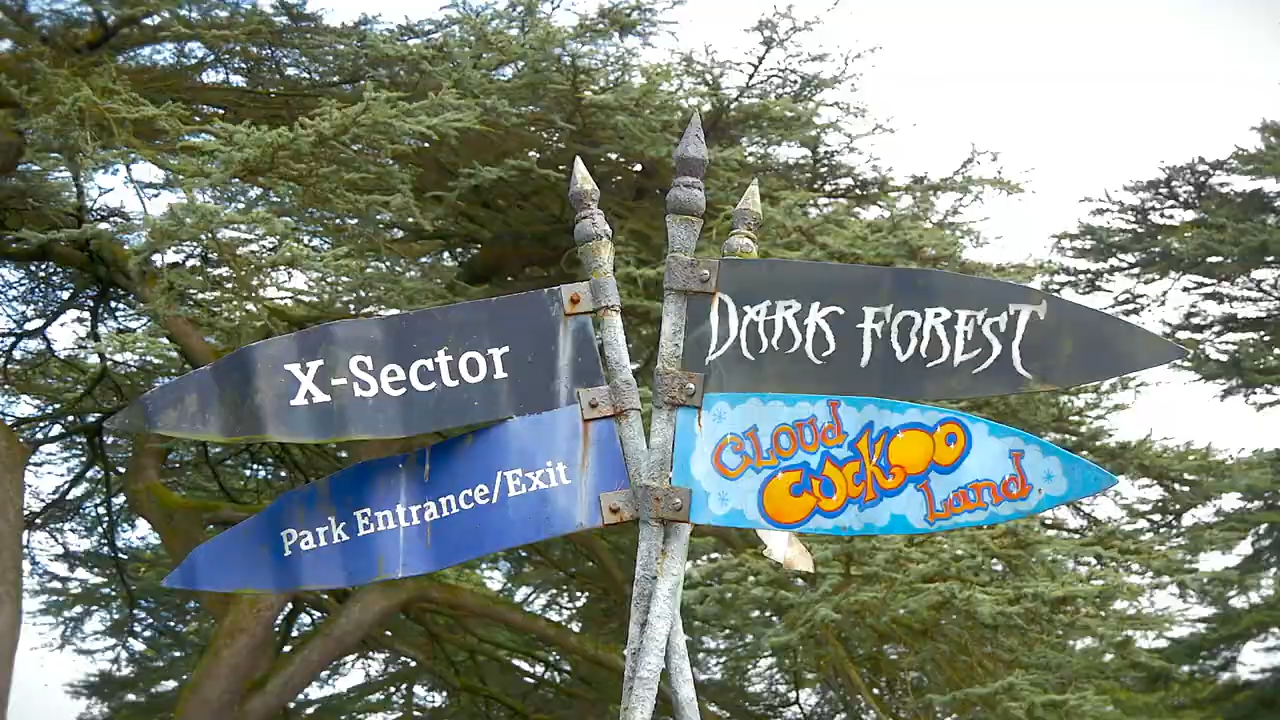 X-Sector
Park Entrance/Exit
DARK FOREST
CLOUD
CUCKOO
Land